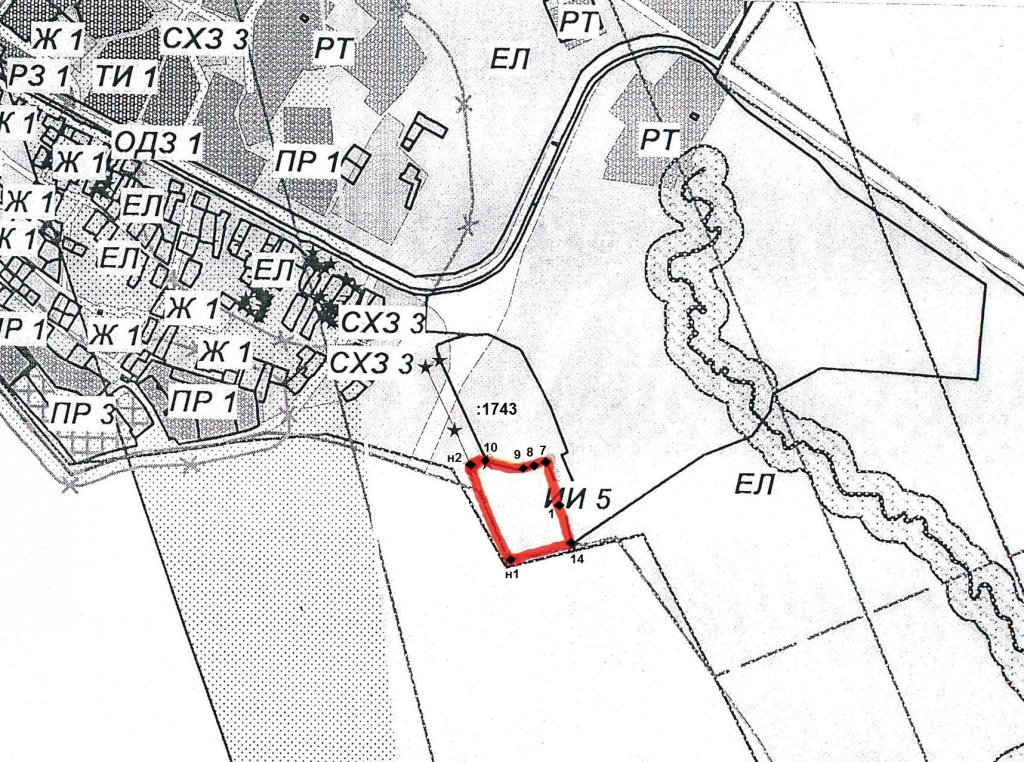 Ж 1
СХЗ 3
РТ
РТ
ЕЛ
РЗ 1
ТИ 1
Ж 1
ОДЗ 1
РТ
Ж 1
ПР 1
Ж 1
ЕЛ
Ж 1
ЕЛ
ЕЛ
Ж 1
СХЗ 3
ПР 1
Ж 1
Ж 1
СХЗ 3
ПР 3
ПР 1
:1743
н2
10
9
8
7
ИИ 5
ЕЛ
1
14
н1